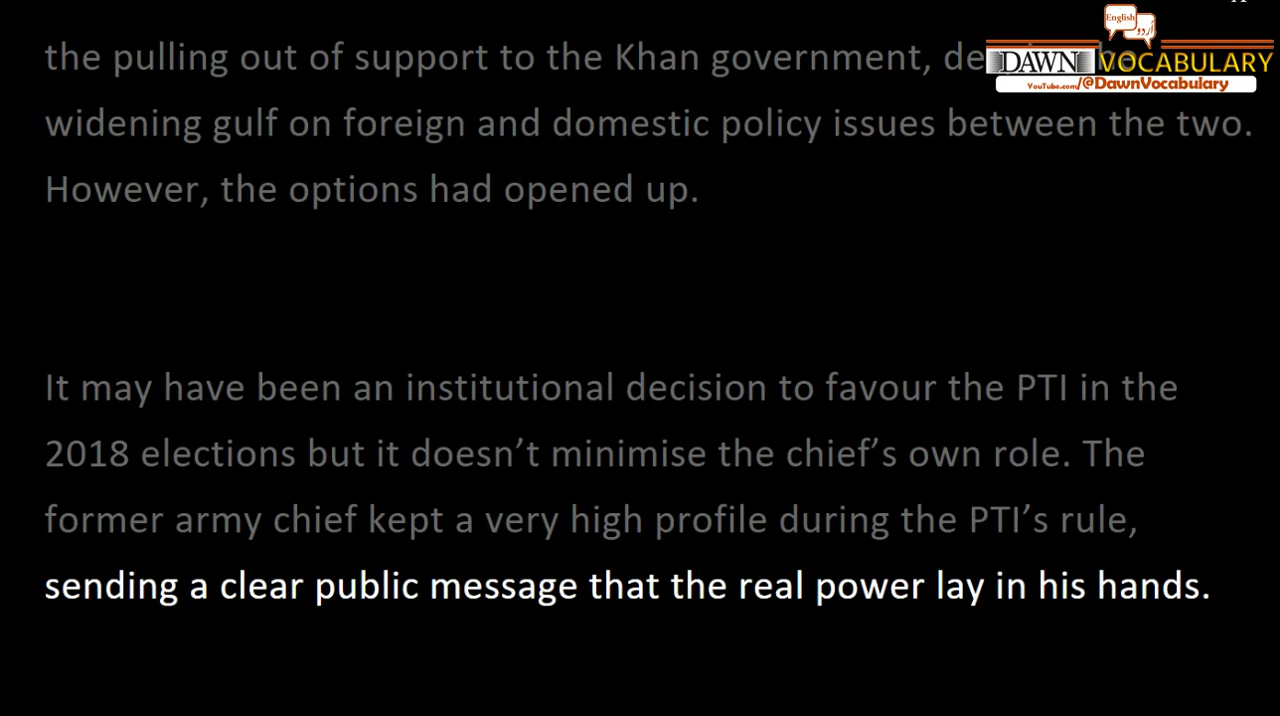 English
اردو
DAWN VOCABULARY
YouTube.com/@DawnVocabulary
the pulling out of support to the Khan government,
widening gulf on foreign and domestic policy issues between the two.
However, the options had opened up.
It may have been an institutional decision to favour the PTI in the
2018 elections but it doesn’t minimise the chief’s own role. The
former army chief kept a very high profile during the PTI’s rule,
sending a clear public message that the real power lay in his hands.